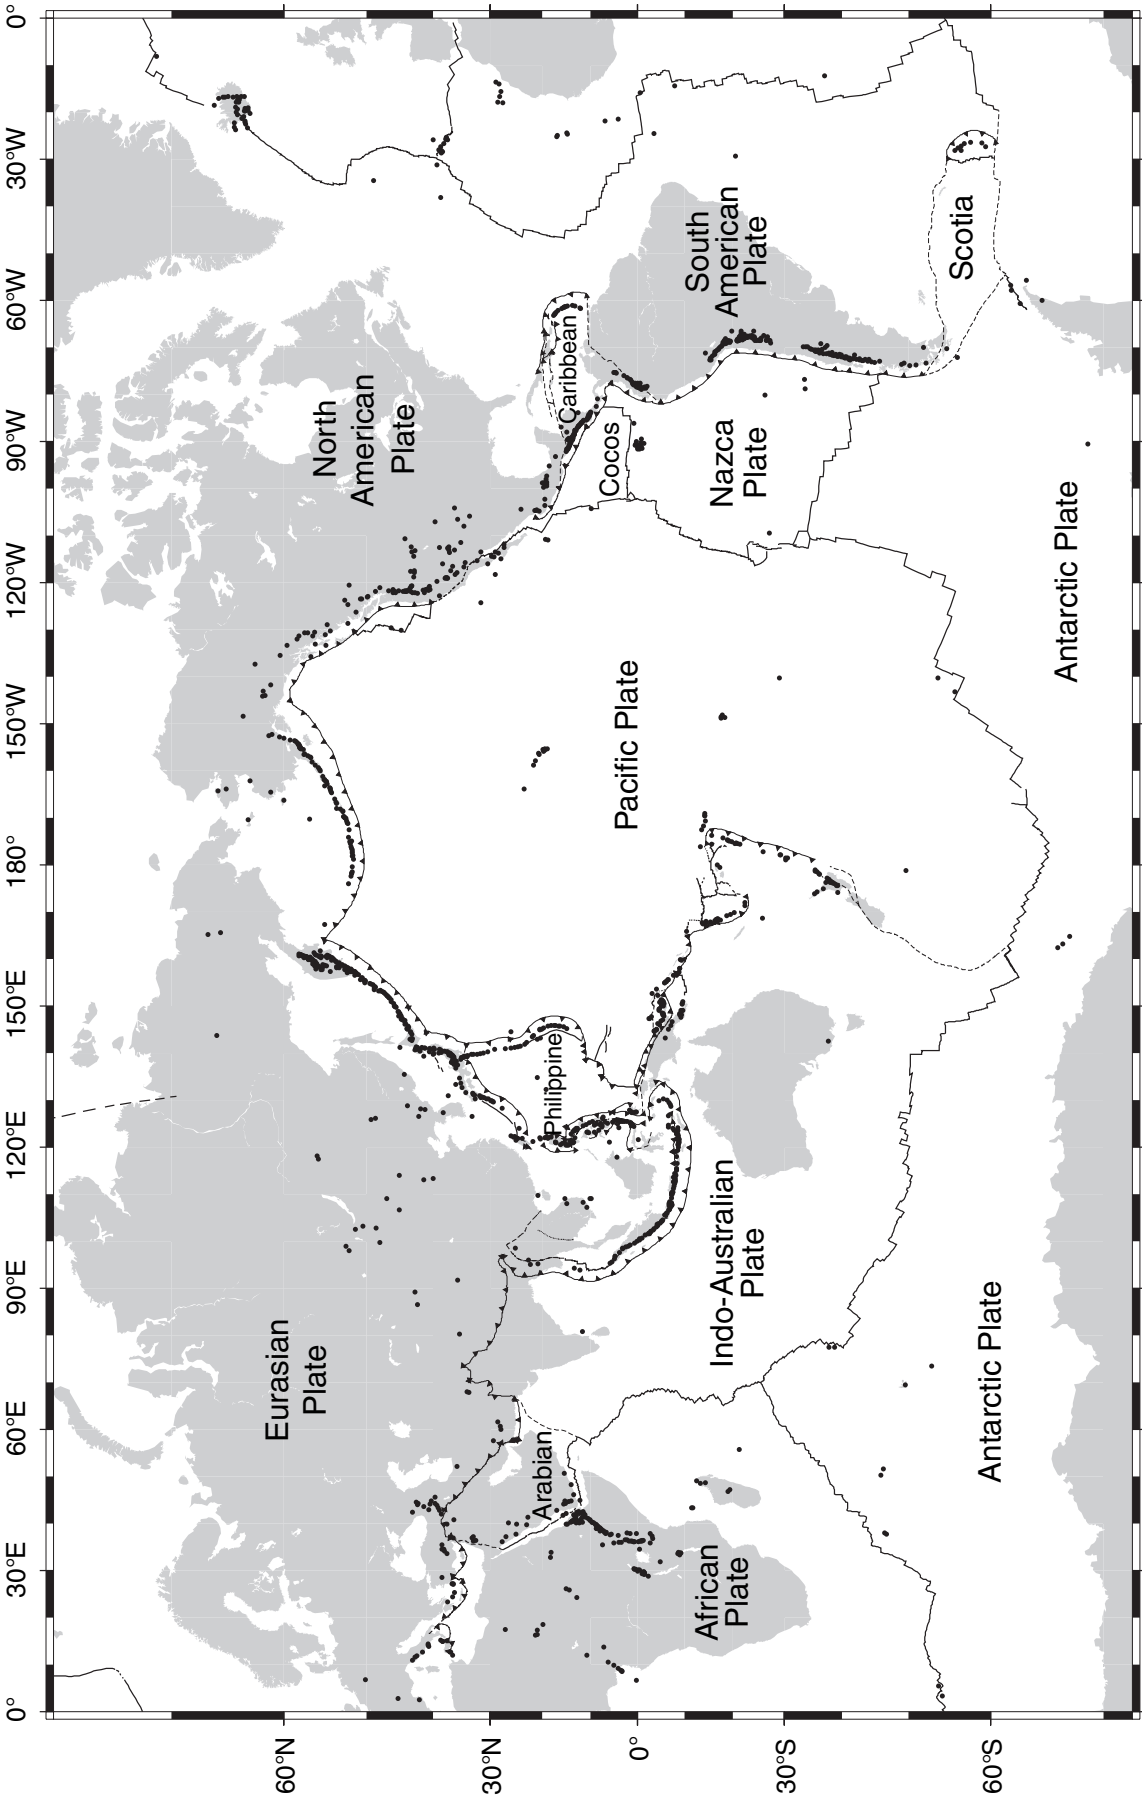 0°
30°E
60°E
90°E
120°E
150°E
180°
150°W
120°W
90°W
60°W
30°W
0°
60°N
30°N
0°
30°S
60°S
Eurasian
Plate
North
American
Plate
Arabian
Philippine
Caribbean
Cocos
Pacific Plate
African
Plate
Indo-Australian
Plate
Nazca
Plate
South
American
Plate
Scotia
Antarctic Plate
Antarctic Plate